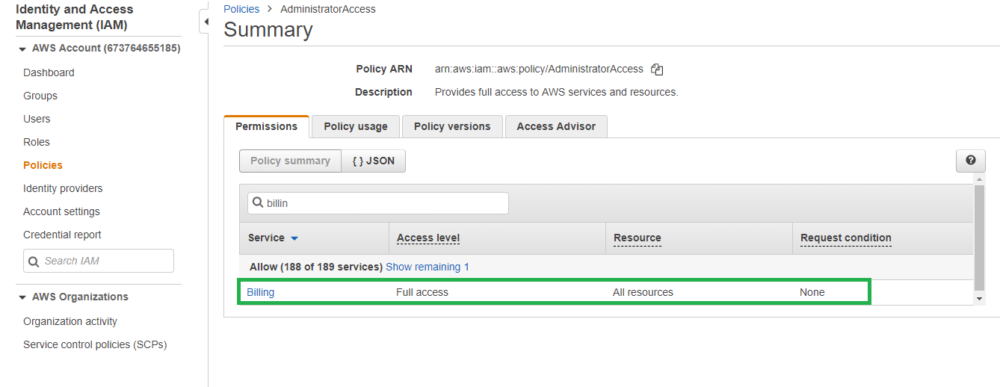 Identity and Access
Management (IAM)
AWS Account (673764655185)
Dashboard
Groups
Users
Roles
Policies
Identity providers
Account settings
Credential report
Search IAM
AWS Organizations
Organization activity
Service control policies (SCPs)
Policies > AdministratorAccess
Summary
Policy ARN arn:aws:iam::aws:policy/AdministratorAccess
Description Provides full access to AWS services and resources.
Permissions Policy usage Policy versions Access Advisor
Policy summary { } JSON ?
billin
Service Access level Resource Request condition
Allow (188 of 189 services) Show remaining 1
Billing Full access All resources None